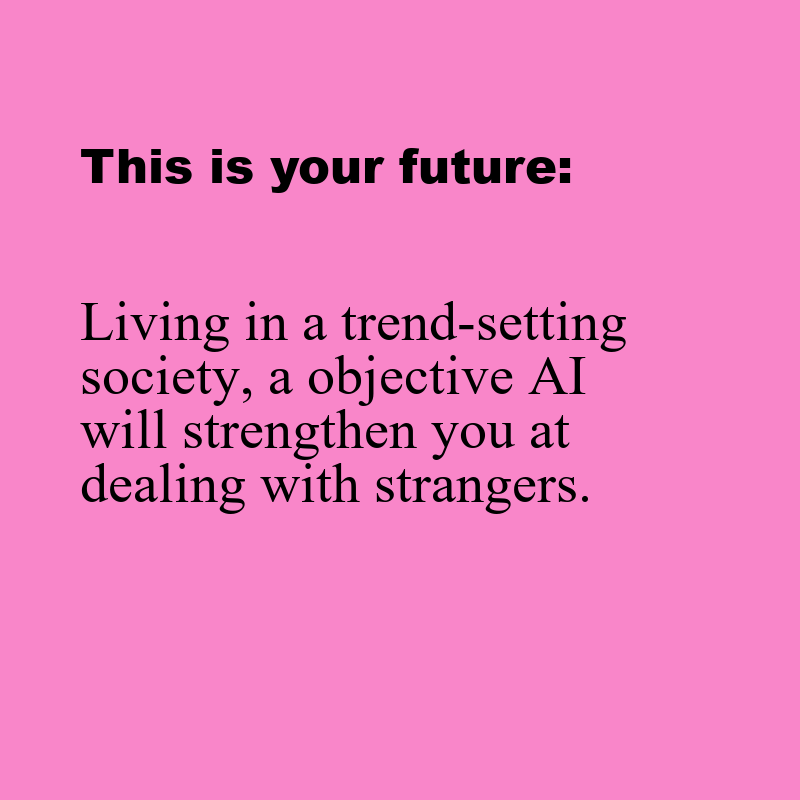 This is your future:
Living in a trend-setting
society, a objective AI
will strengthen you at
dealing with strangers.